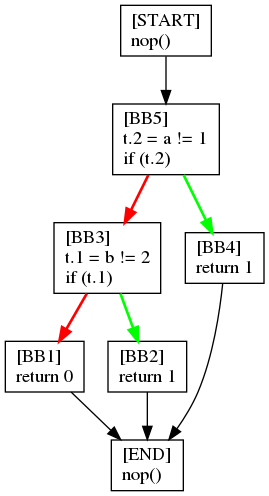 [START]
nop()
[BB5]
t.2 = a != 1
if (t.2)
[BB3]
t.1 = b != 2
if (t.1)
[BB4]
return 1
[BB1]
return 0
[BB2]
return 1
[END]
nop()